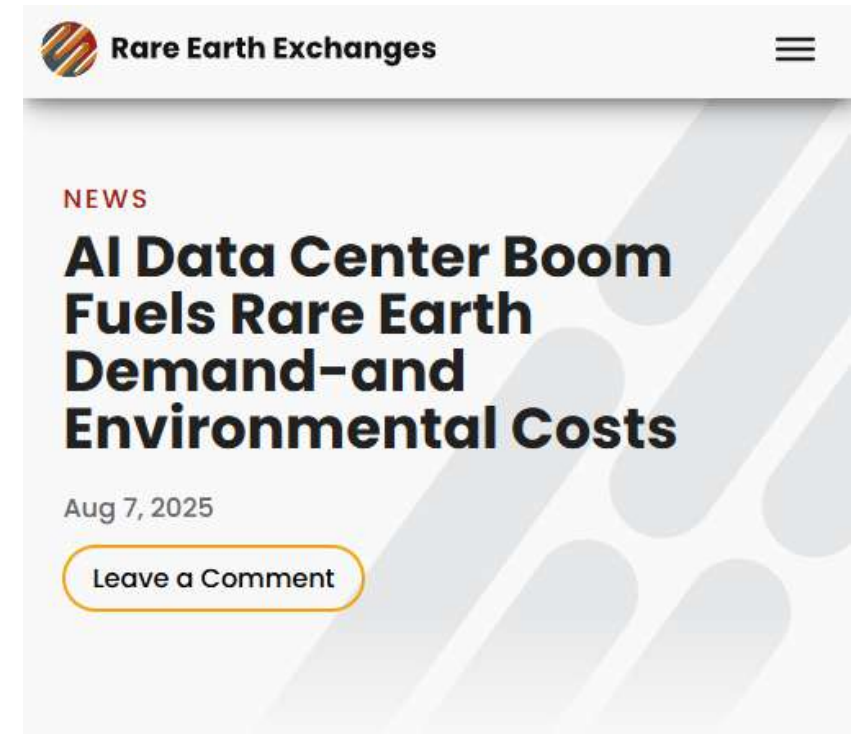 Rare Earth Exchanges
NEWS
AI Data Center Boom
Fuels Rare Earth
Demand-and
Environmental Costs
Aug 7, 2025
Leave a Comment